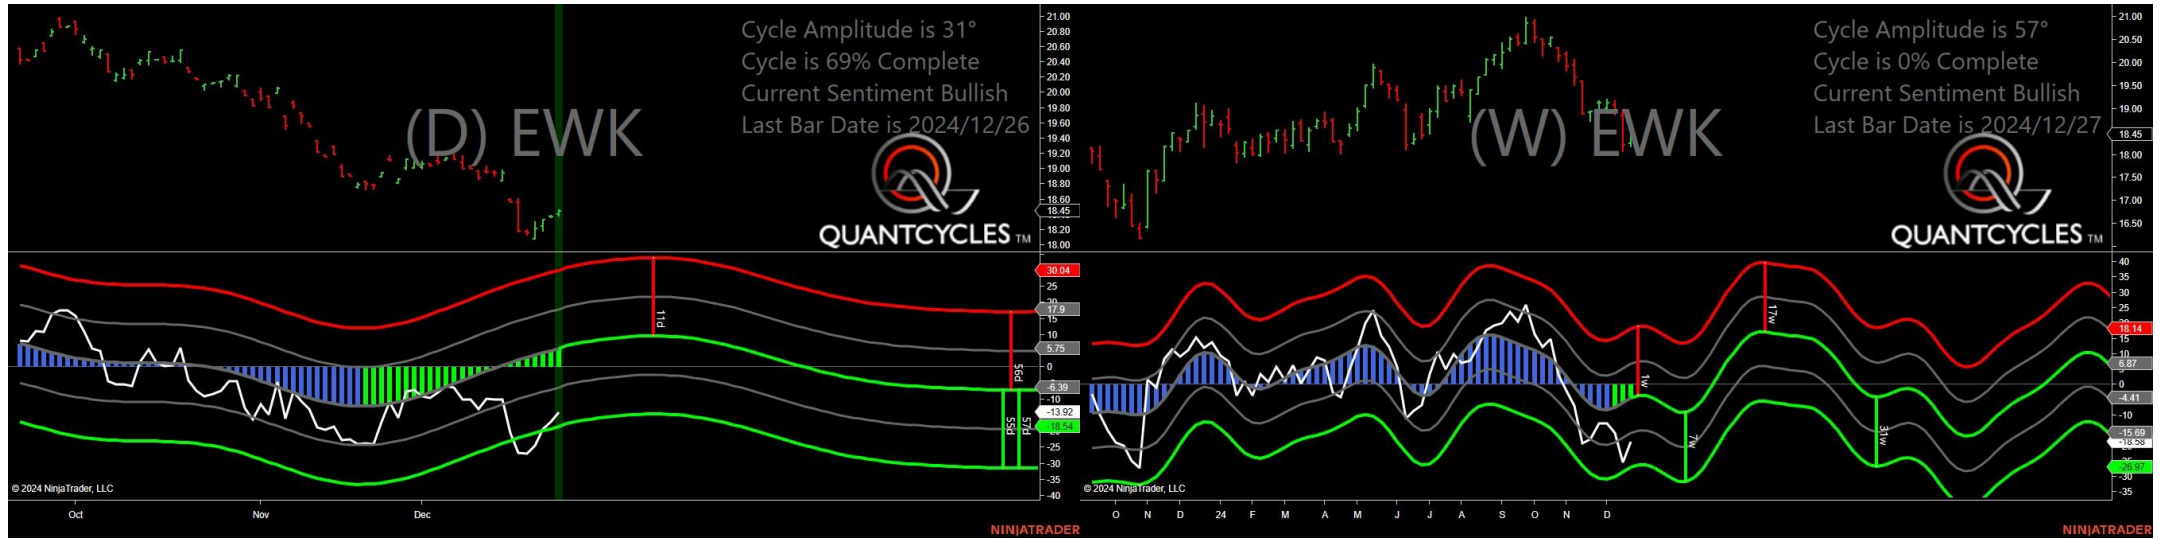 Cycle Amplitude is 31°
Cycle is 69% Complete
Current Sentiment Bullish
Last Bar Date is 2024/12/26
(D) EWK
QUANTCYCLES TM
21.00
20.80
20.60
20.40
20.20
20.00
19.80
19.60
19.40
19.20
19.00
18.80
18.60
18.45
18.20
18.00
30.04
25
17.9
15
10
5.75
0
-6.39
-10
-13.92
-18.54
-25
-30
-35
-40
11d
56d
55d
57d
© 2024 NinjaTrader, LLC
Oct Nov Dec
NINJATRADER
Cycle Amplitude is 57°
Cycle is 0% Complete
Current Sentiment Bullish
Last Bar Date is 2024/12/27
(W) EWK
QUANTCYCLES TM
21.00
20.50
20.00
19.50
19.00
18.45
18.00
17.50
17.00
16.50
40
35
30
25
18.14
15
10
6.87
0
-4.41
-10
-15.69
-18.58
-26.97
-30
-35
1w
7w
17w
31w
© 2024 NinjaTrader, LLC
O N D 24 F M A M J J A S O N D
NINJATRADER